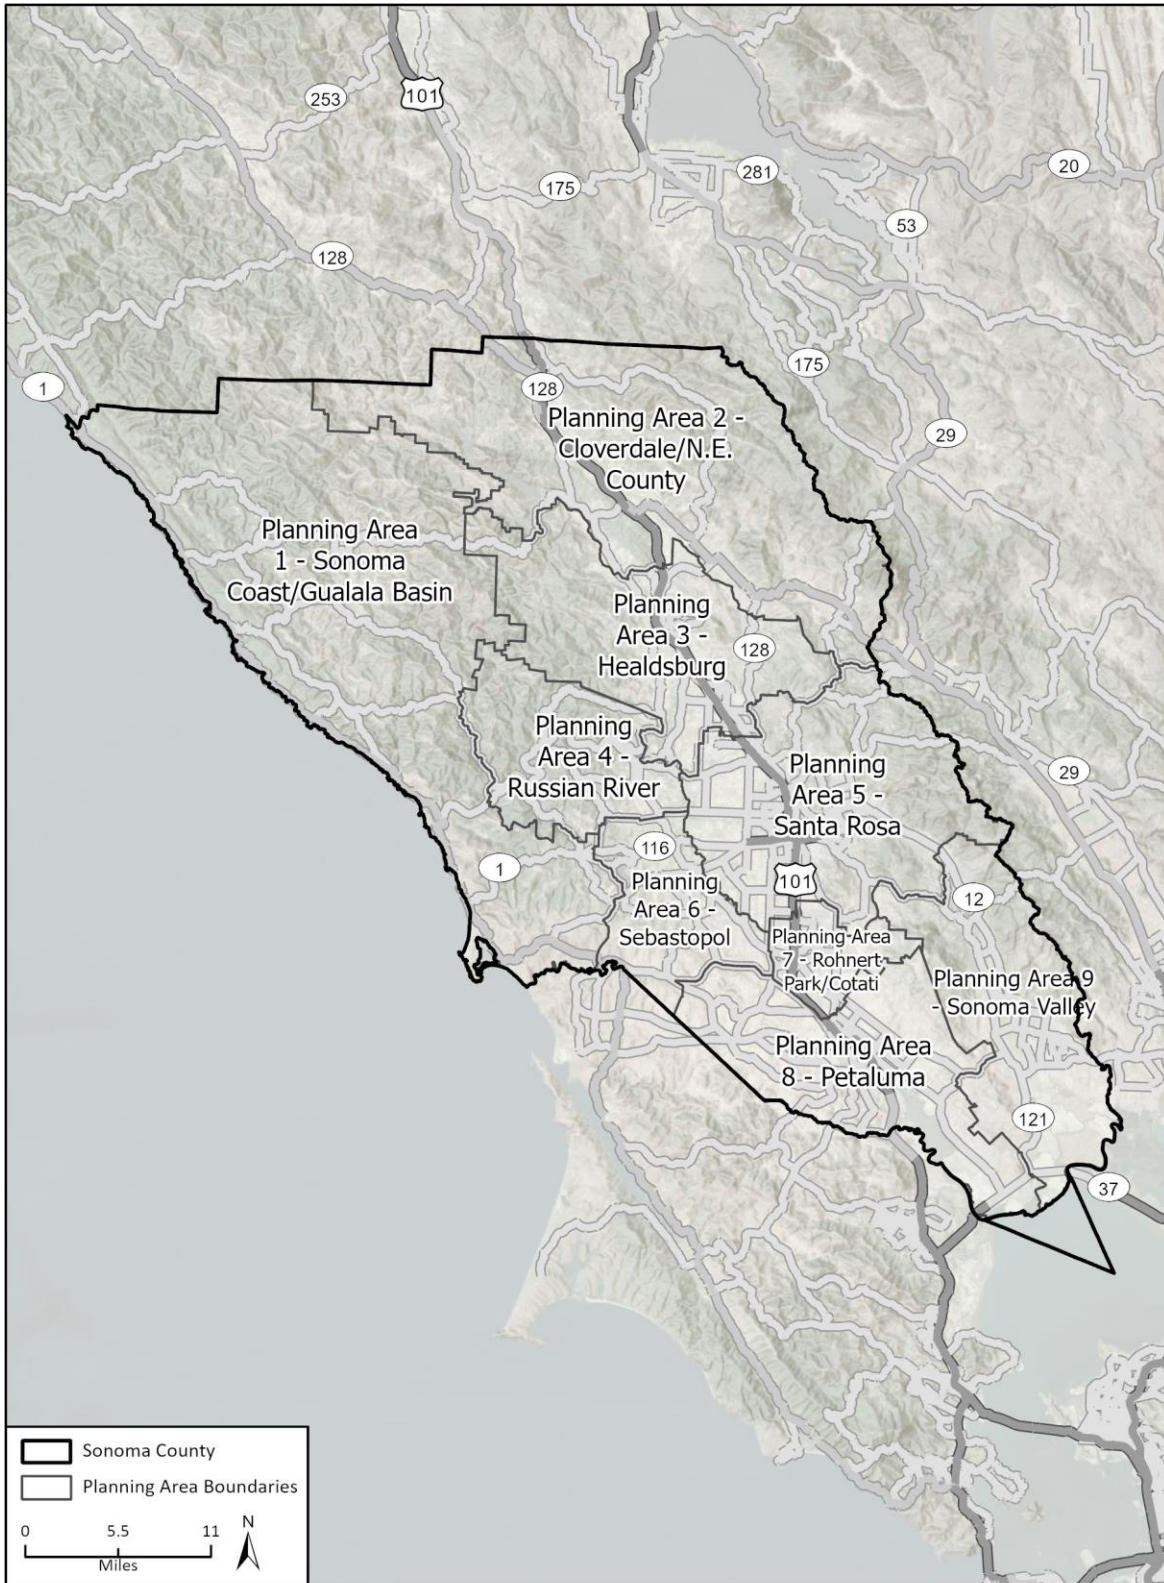 101
253
175
281
20
53
128
175
1
128
29
Planning Area 2 -
Cloverdale/N.E.
County
Planning Area
1 - Sonoma
Coast/Gualala Basin
Planning
Area 3 -
Healdsburg
128
Planning
Area 4 -
Russian River
Planning
Area 5 -
Santa Rosa
29
116
1
101
12
Planning
Area 6 -
Sebastopol
Planning Area
7 - Rohnert
Park/Cotati
Planning Area 9
- Sonoma Valley
Planning Area
8 - Petaluma
121
37
Sonoma County
Planning Area Boundaries
0 5.5 11
Miles
N